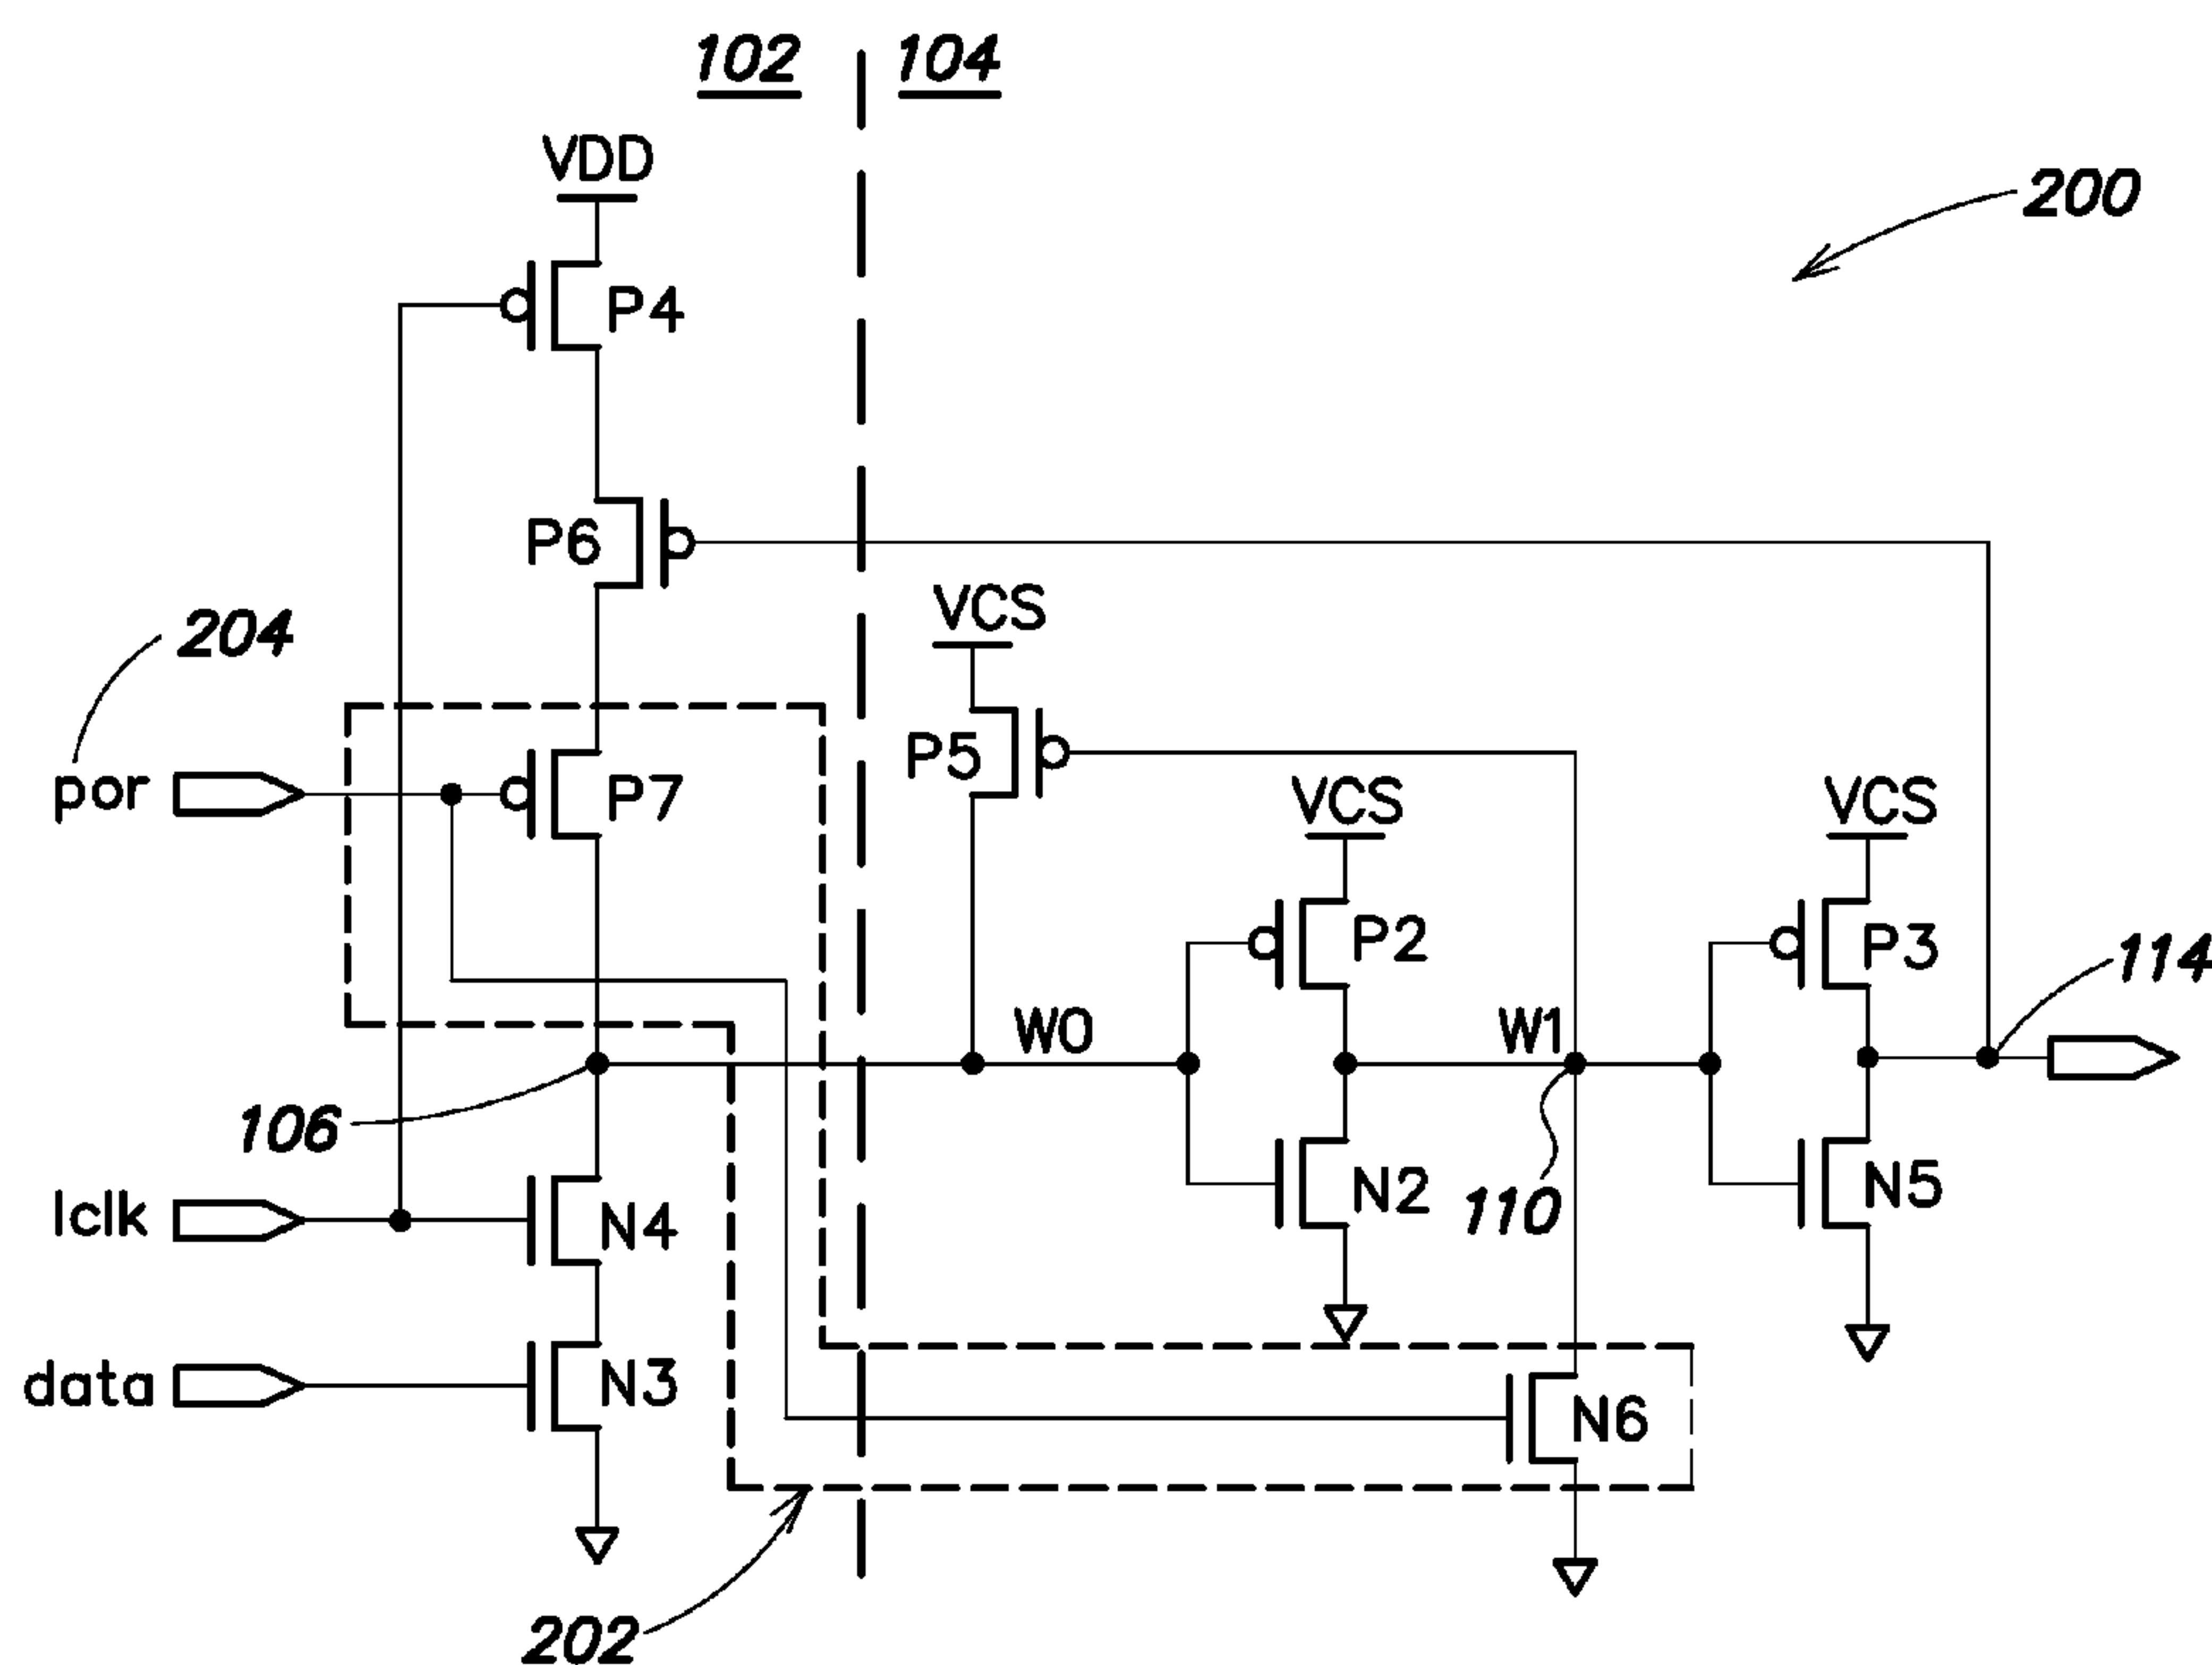 102
104
VDD
200
P4
P6
204
VCS
P5
por
P7
VCS
VCS
P2
P3
114
W0
W1
106
lclk
N4
N2
110
N5
data
N3
N6
202